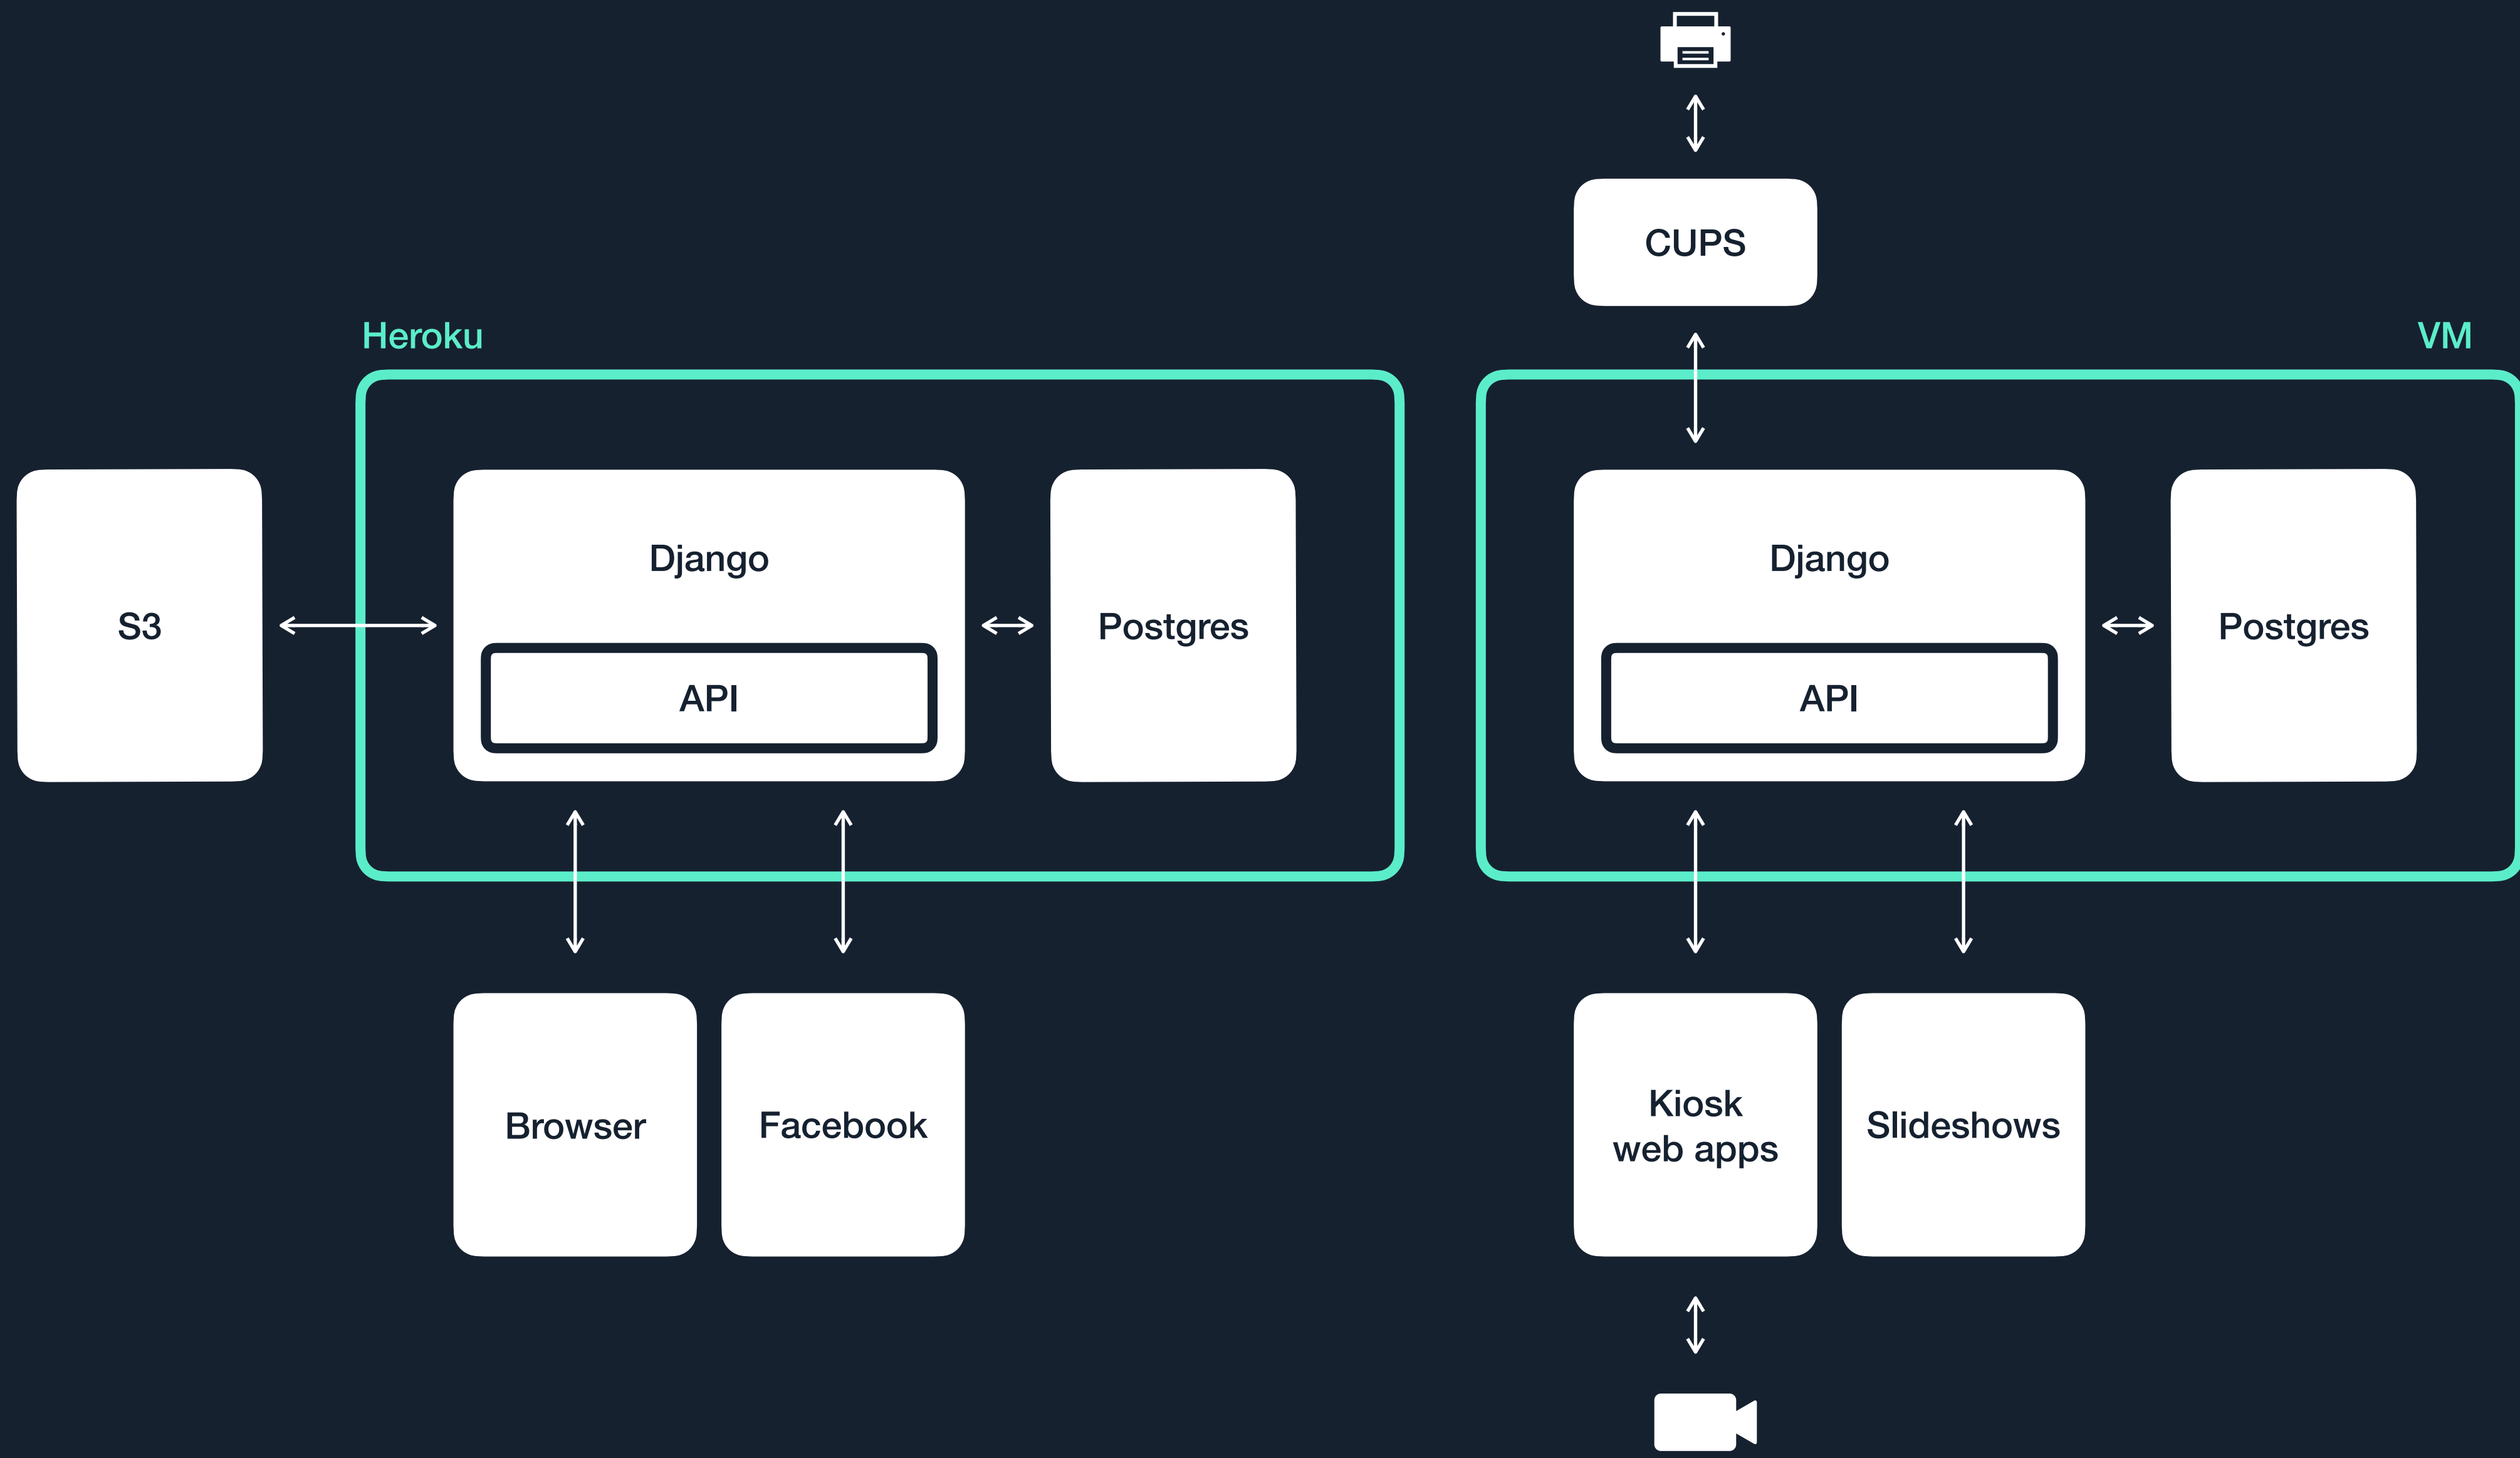 CUPS
Heroku
VM
S3
Django
API
Postgres
Django
API
Postgres
Browser
Facebook
Kiosk
web apps
Slideshows